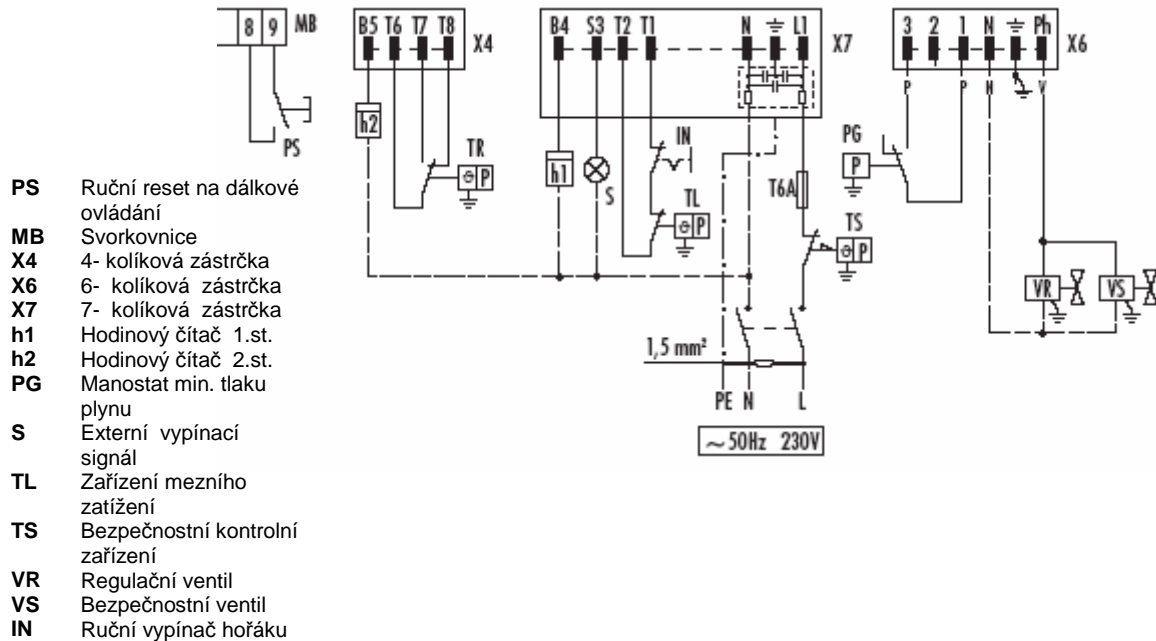 8 9 MB
B5 T6 T7 T8 X4
B4 S3 T2 T1 N L1 X7
3 2 1 N Ph X6
P P N V
h2
PS
TR
P
h1
S
IN
TL
P
T6A
TS
P
PG
P
VR VS
1,5 mm²
PE N L
~ 50Hz 230V
PS Ruční reset na dálkové
ovládání
MB Svorkovnice
X4 4- kolíková zástrčka
X6 6- kolíková zástrčka
X7 7- kolíková zástrčka
h1 Hodinový čítač 1.st.
h2 Hodinový čítač 2.st.
PG Manostat min. tlaku
plynu
S Externí vypínací
signál
TL Zařízení mezního
zatížení
TS Bezpečnostní kontrolní
zařízení
VR Regulační ventil
VS Bezpečnostní ventil
IN Ruční vypínač hořáku